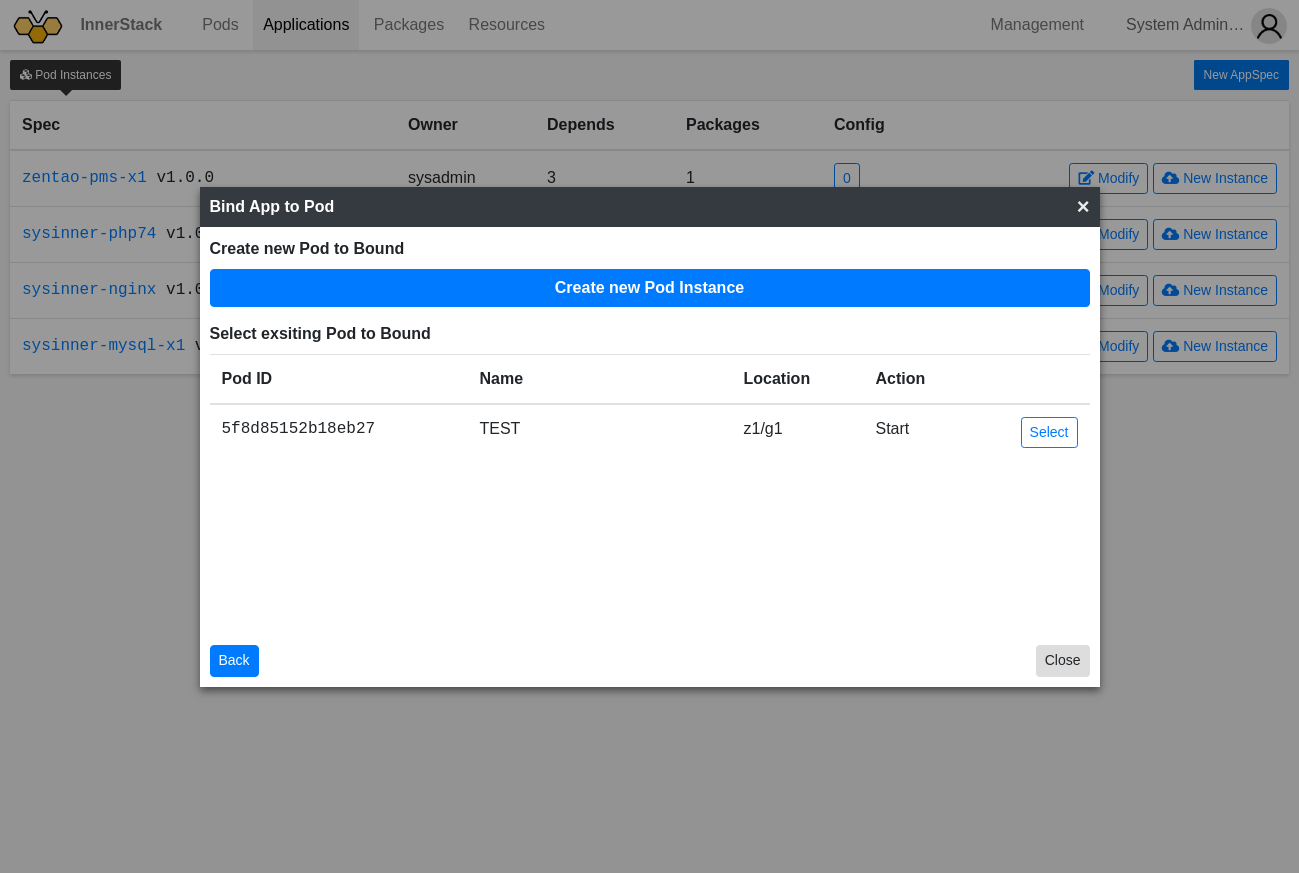 InnerStack Pods Applications Packages Resources Management System Admin…
Pod Instances New AppSpec
Spec Owner Depends Packages Config
zentao-pms-x1 v1.0.0 sysadmin 3 1 0 Modify New Instance
sysinner-php74 v1.0 Modify New Instance
sysinner-nginx v1.0 Modify New Instance
sysinner-mysql-x1 v Modify New Instance
Bind App to Pod ×
Create new Pod to Bound
Create new Pod Instance
Select exsiting Pod to Bound
Pod ID Name Location Action
5f8d85152b18eb27 TEST z1/g1 Start Select
Back Close